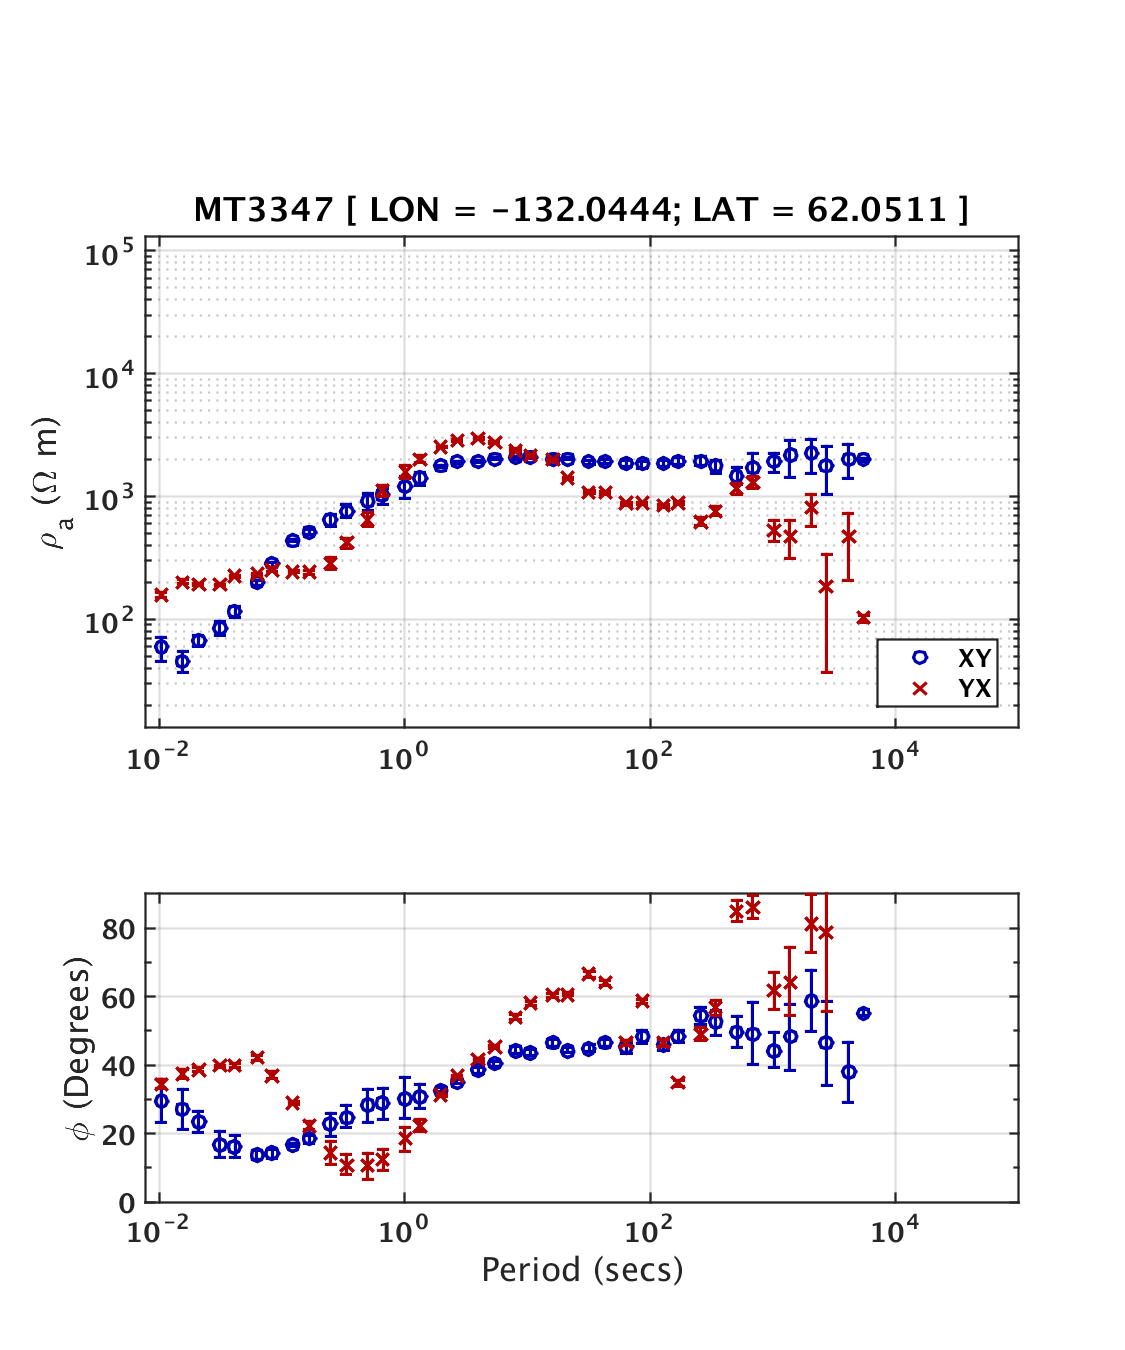 MT3347 [ LON = -132.0444; LAT = 62.0511 ]
10^5
10^4
10^3
10^2
ρ_a (Ω m)
XY
YX
10^-2 10^0 10^2 10^4
80
60
40
20
0
ϕ (Degrees)
10^-2 10^0 10^2 10^4
Period (secs)